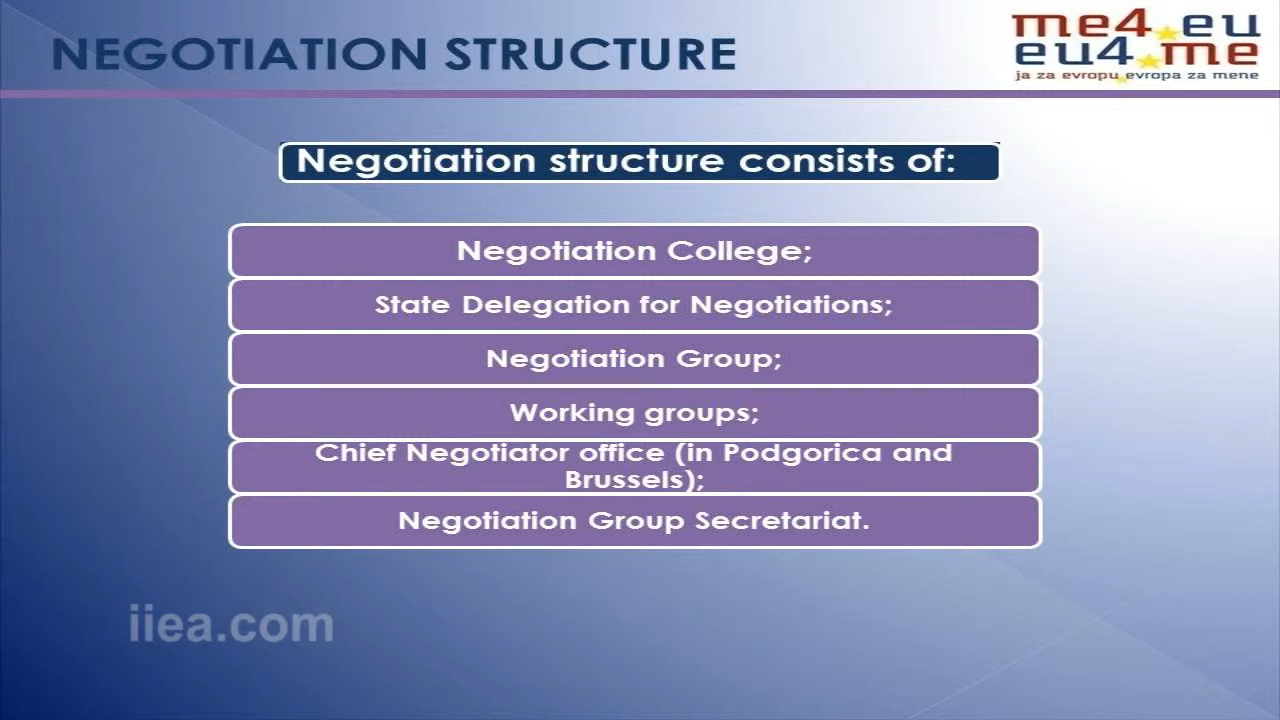 NEGOTIATION STRUCTURE
me4.eu
eu4.me
ja za evropu evropa za mene
Negotiation structure consists of:
Negotiation College;
State Delegation for Negotiations;
Negotiation Group;
Working groups;
Chief Negotiator office (in Podgorica and
Brussels);
Negotiation Group Secretariat.
iiea.com